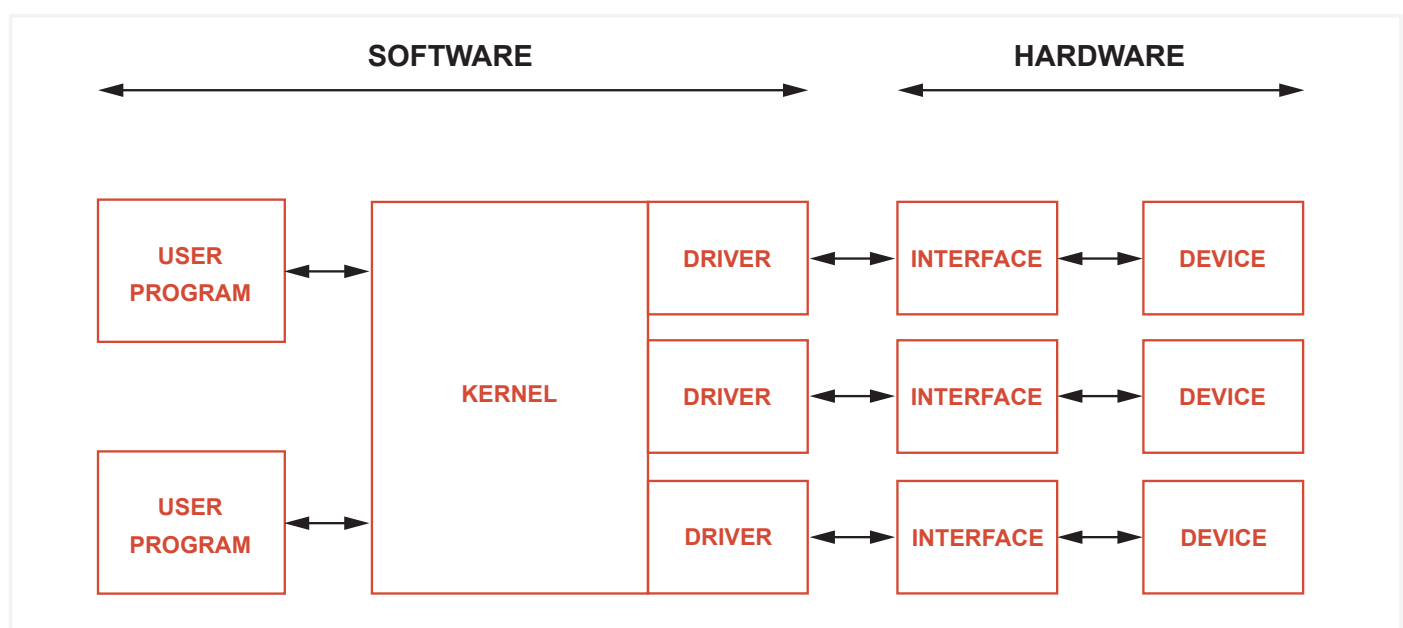 SOFTWARE
HARDWARE
USER
PROGRAM
KERNEL
DRIVER
INTERFACE
DEVICE
DRIVER
INTERFACE
DEVICE
USER
PROGRAM
DRIVER
INTERFACE
DEVICE